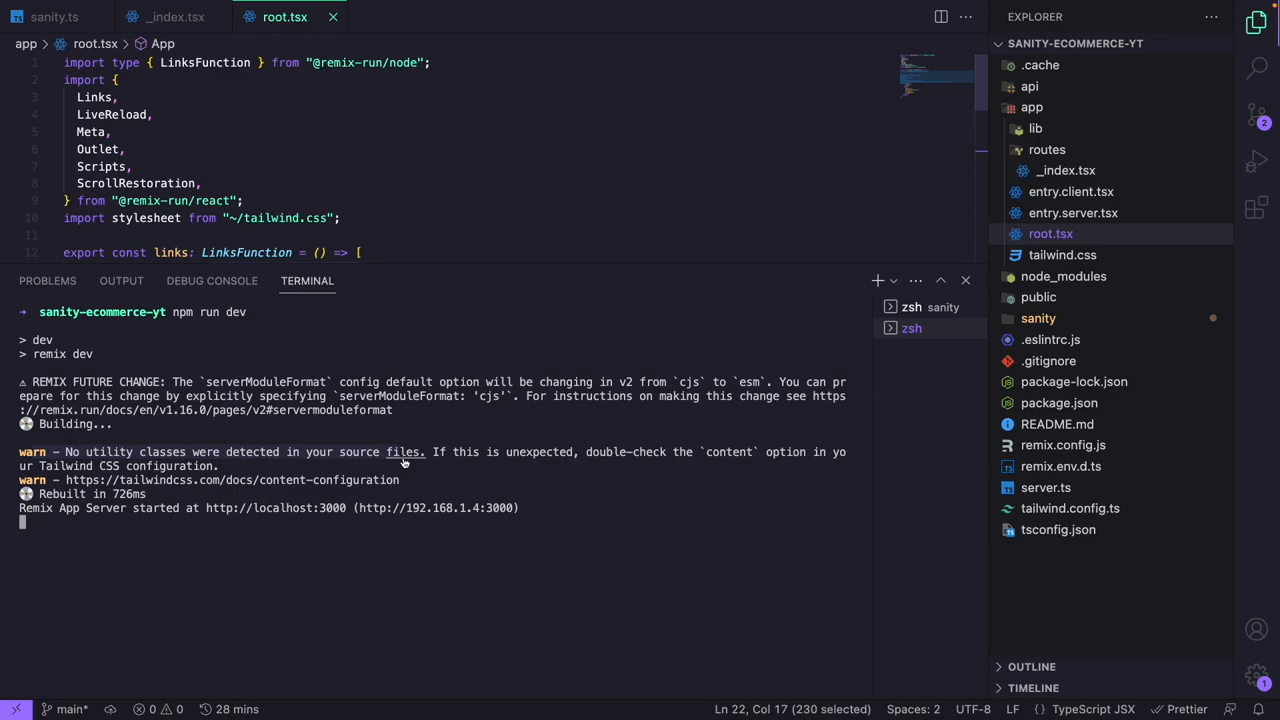 sanity.ts
_index.tsx
root.tsx
app
root.tsx
App
1 import type { LinksFunction } from "@remix-run/node";
2 import {
3 Links,
4 LiveReload,
5 Meta,
6 Outlet,
7 Scripts,
8 ScrollRestoration,
9 } from "@remix-run/react";
10 import stylesheet from "~/tailwind.css";
11
12 export const links: LinksFunction = () => [
PROBLEMS
OUTPUT
DEBUG CONSOLE
TERMINAL
zsh sanity
zsh
→ sanity-ecommerce-yt npm run dev
> dev
> remix dev
⚠ REMIX FUTURE CHANGE: The `serverModuleFormat` config default option will be changing in v2 from `cjs` to `esm`. You can pr
epare for this change by explicitly specifying `serverModuleFormat: 'cjs'`. For instructions on making this change see https
://remix.run/docs/en/v1.16.0/pages/v2#servermoduleformat
💿 Building...
warn - No utility classes were detected in your source files. If this is unexpected, double-check the `content` option in yo
ur Tailwind CSS configuration.
warn - https://tailwindcss.com/docs/content-configuration
💿 Rebuilt in 726ms
Remix App Server started at http://localhost:3000 (http://192.168.1.4:3000)
EXPLORER
SANITY-ECOMMERCE-YT
.cache
api
app
lib
routes
_index.tsx
entry.client.tsx
entry.server.tsx
root.tsx
tailwind.css
node_modules
public
sanity
.eslintrc.js
.gitignore
package-lock.json
package.json
README.md
remix.config.js
remix.env.d.ts
server.ts
tailwind.config.ts
tsconfig.json
OUTLINE
TIMELINE
2
1
main*
0
0
28 mins
Ln 22, Col 17 (230 selected)
Spaces: 2
UTF-8
LF
{} TypeScript JSX
Prettier